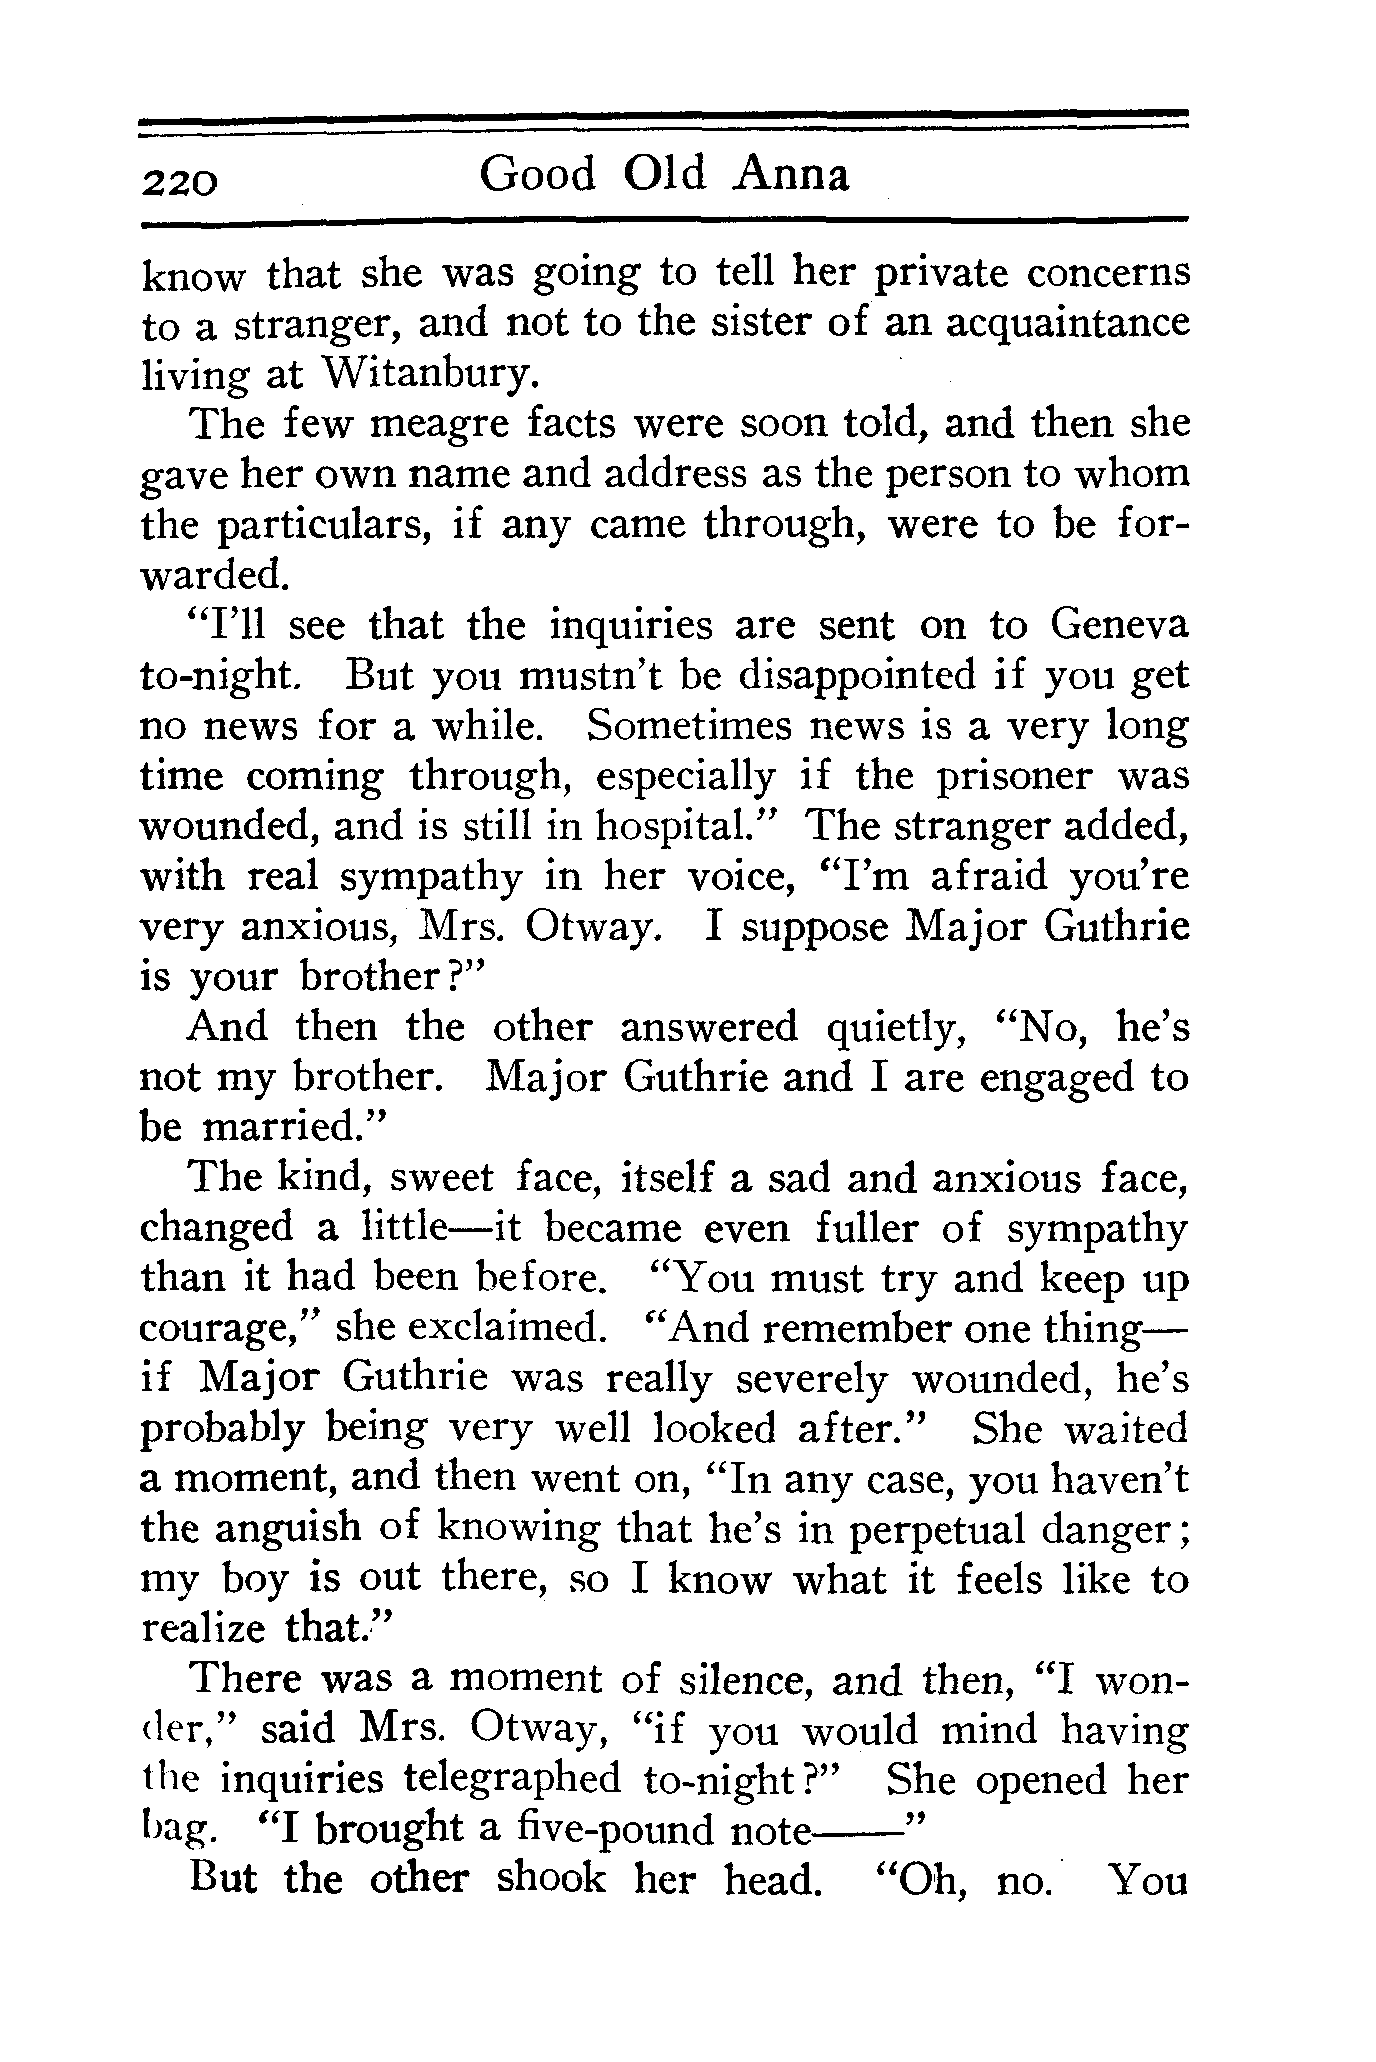 220 Good Old Anna
know that she was going to tell her private concerns
to a stranger, and not to the sister of an acquaintance
living at Witanbury.
The few meagre facts were soon told, and then she
gave her own name and address as the person to whom
the particulars, if any came through, were to be for-
warded.
“I’ll see that the inquiries are sent on to Geneva
to-night. But you mustn’t be disappointed if you get
no news for a while. Sometimes news is a very long
time coming through, especially if the prisoner was
wounded, and is still in hospital.” The stranger added,
with real sympathy in her voice, “I’m afraid you’re
very anxious, Mrs. Otway. I suppose Major Guthrie
is your brother?”
And then the other answered quietly, “No, he’s
not my brother. Major Guthrie and I are engaged to
be married.”
The kind, sweet face, itself a sad and anxious face,
changed a little—it became even fuller of sympathy
than it had been before. “You must try and keep up
courage,” she exclaimed. “And remember one thing—
if Major Guthrie was really severely wounded, he’s
probably being very well looked after.” She waited
a moment, and then went on, “In any case, you haven’t
the anguish of knowing that he’s in perpetual danger;
my boy is out there, so I know what it feels like to
realize that.”
There was a moment of silence, and then, “I won-
der,” said Mrs. Otway, “if you would mind having
the inquiries telegraphed to-night?” She opened her
bag. “I brought a five-pound note——”
But the other shook her head. “Oh, no. You